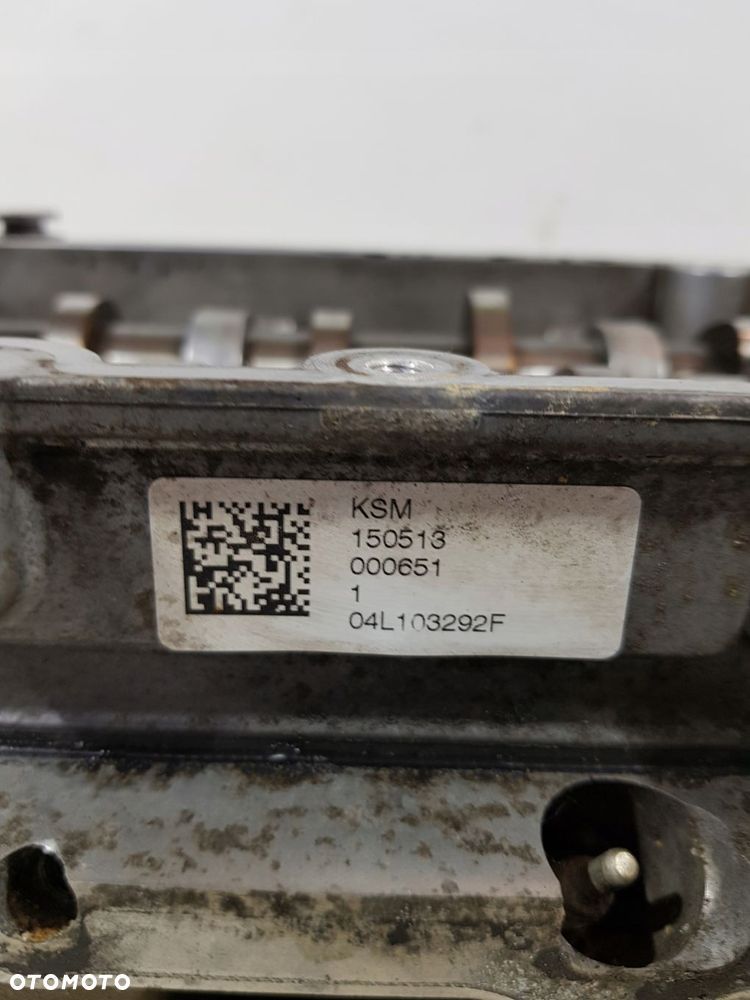 KSM
150513
000651
1
04L103292F
OTOMOTO